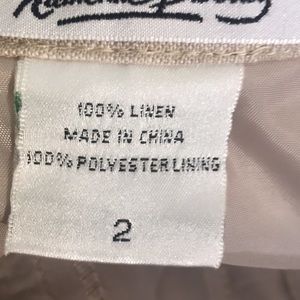 100% LINEN
MADE IN CHINA
100% POLYESTER LINING
2